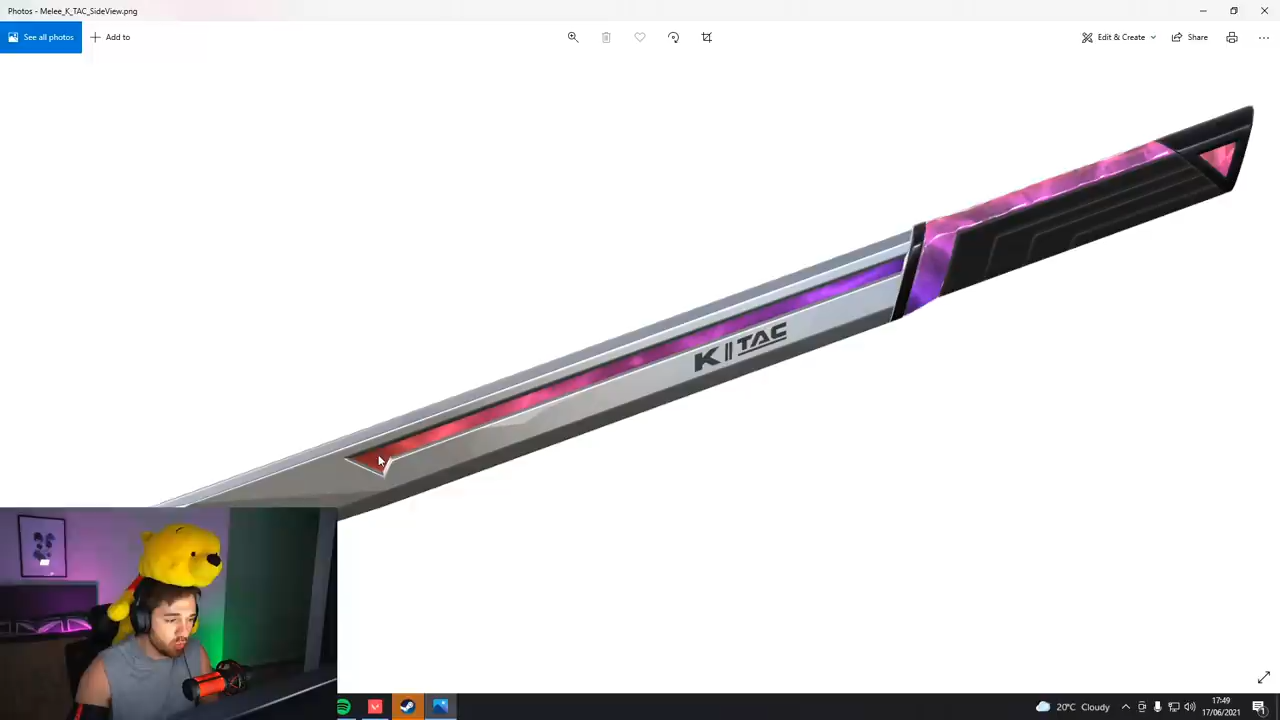 Photos - Melee_K_TAC_SideView.png
See all photos
Add to
Edit & Create
Share
K||TAC
20°C Cloudy
17:49
17/06/2021
1